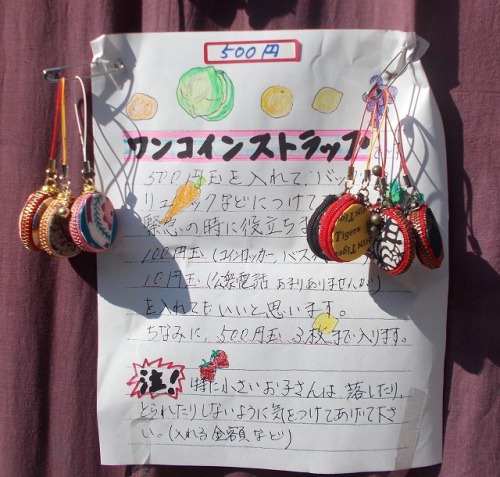 500円
ワンコインストラップ
500円玉を入れて、バッ
リュックなどにつけて
緊急の時に役立ちま
100円玉(コインロッカー、バス
10円玉(公衆電話 あまりありませんが)
を入れてもいいと思います。
ちなみに、500円玉 3枚まで入ります。
注! 特に小さいお子さんは 落したり、
とられたりしないように気をつけてあげて下さ
い。(入れる金額など)
Tigers